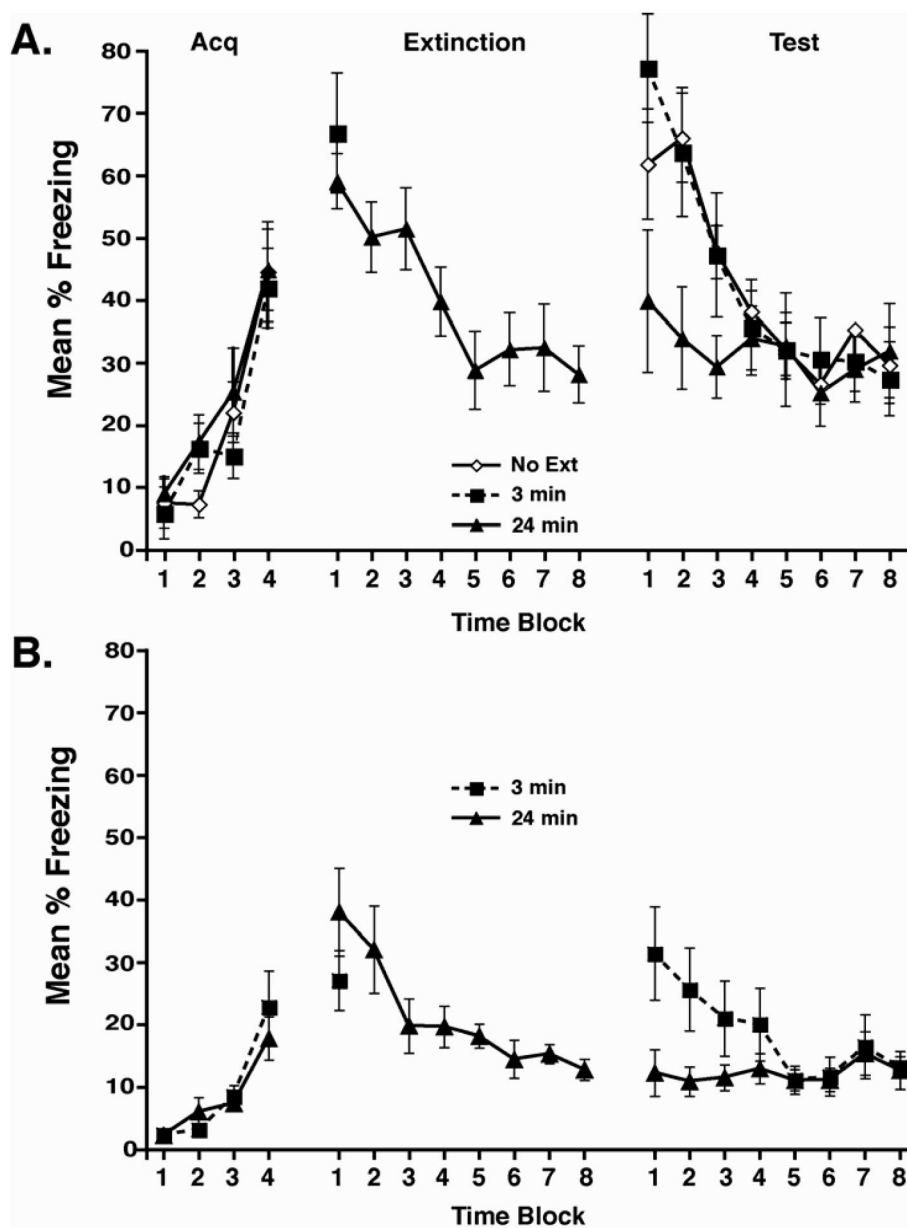 A.
Acq Extinction Test
Mean % Freezing
80
70
60
50
40
30
20
10
0
No Ext
3 min
24 min
1 2 3 4 1 2 3 4 5 6 7 8 1 2 3 4 5 6 7 8
Time Block
B.
Mean % Freezing
80
70
60
50
40
30
20
10
0
3 min
24 min
1 2 3 4 1 2 3 4 5 6 7 8 1 2 3 4 5 6 7 8
Time Block